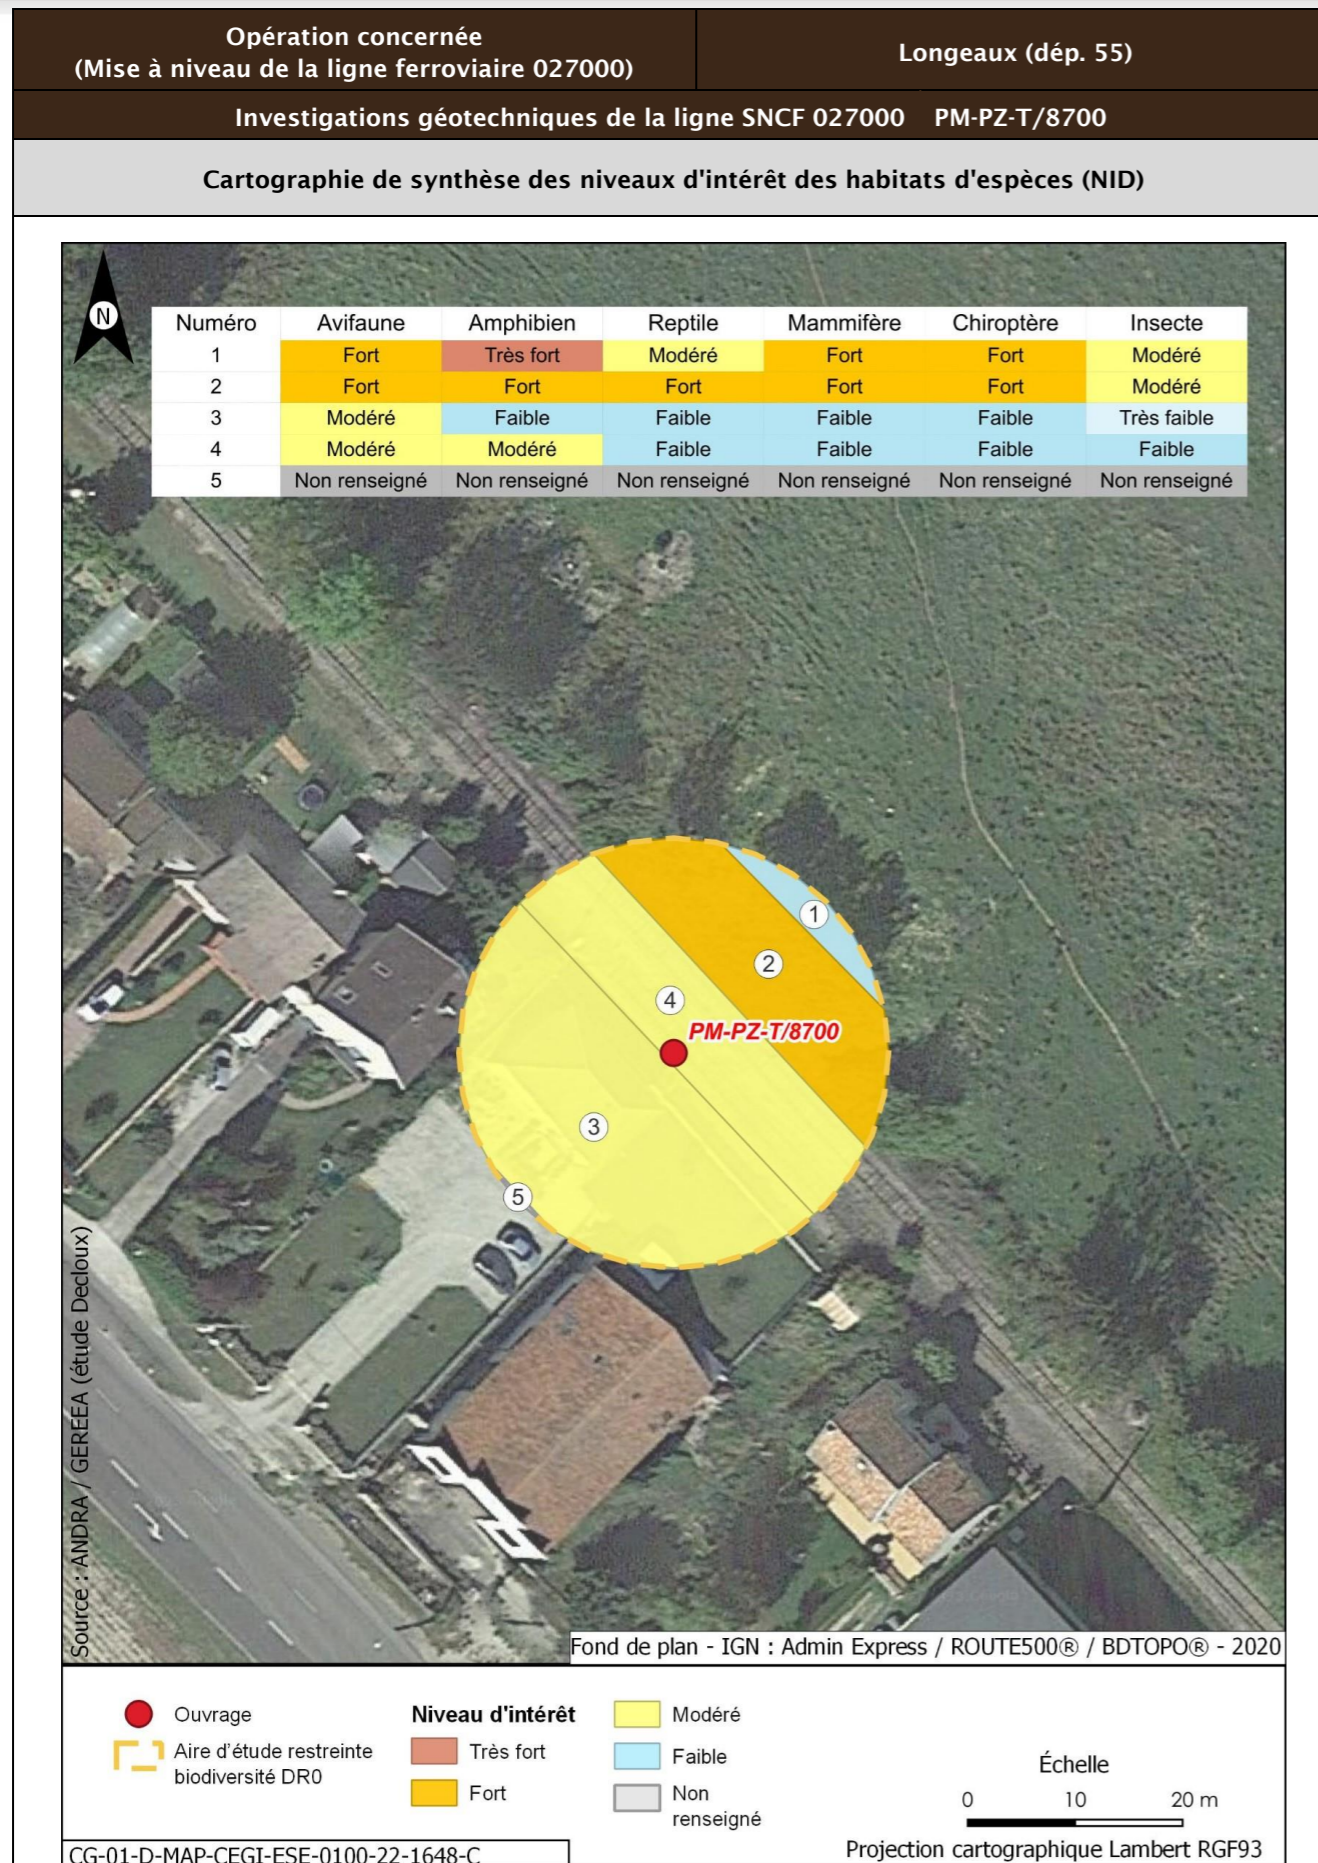 Opération concernée
(Mise à niveau de la ligne ferroviaire 027000)
Longeaux (dép. 55)
Investigations géotechniques de la ligne SNCF 027000 PM-PZ-T/8700
Cartographie de synthèse des niveaux d'intérêt des habitats d'espèces (NID)
N
Numéro Avifaune Amphibien Reptile Mammifère Chiroptère Insecte
1 Fort Très fort Modéré Fort Fort Modéré
2 Fort Fort Fort Fort Fort Modéré
3 Modéré Faible Faible Faible Faible Très faible
4 Modéré Modéré Faible Faible Faible Faible
5 Non renseigné Non renseigné Non renseigné Non renseigné Non renseigné Non renseigné
1
2
4
PM-PZ-T/8700
3
5
Source : ANDRA / GEREEA (étude Decloux)
Fond de plan - IGN : Admin Express / ROUTE500® / BDTOPO® - 2020
Ouvrage
Aire d'étude restreinte
biodiversité DR0
Niveau d'intérêt
Très fort
Fort
Modéré
Faible
Non
renseigné
Échelle
0 10 20 m
Projection cartographique Lambert RGF93
CG-01-D-MAP-CEGI-ESE-0100-22-1648-C